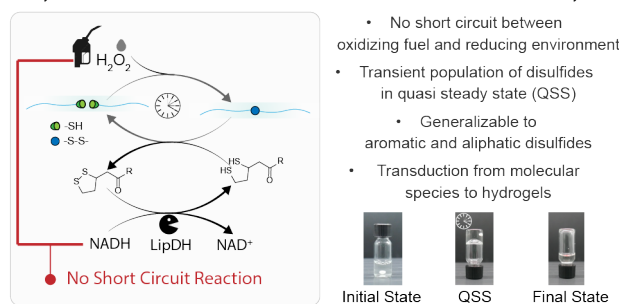 H2O2
-SH
-S-S-
S
S
R
O
HS
HS
R
O
NADH LipDH NAD+
No Short Circuit Reaction
• No short circuit between
oxidizing fuel and reducing environment
• Transient population of disulfides
in quasi steady state (QSS)
• Generalizable to
aromatic and aliphatic disulfides
• Transduction from molecular
species to hydrogels
Initial State QSS Final State